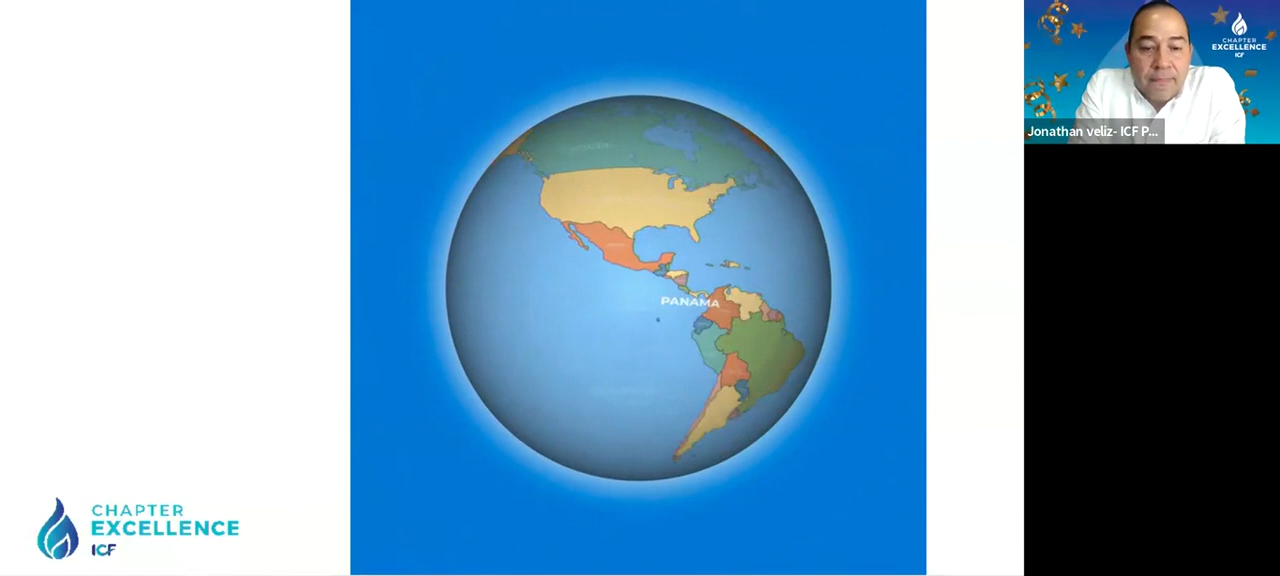 PANAMA
CHAPTER
EXCELLENCE
ICF
CHAPTER
EXCELLENCE
ICF
Jonathan veliz- ICF P...